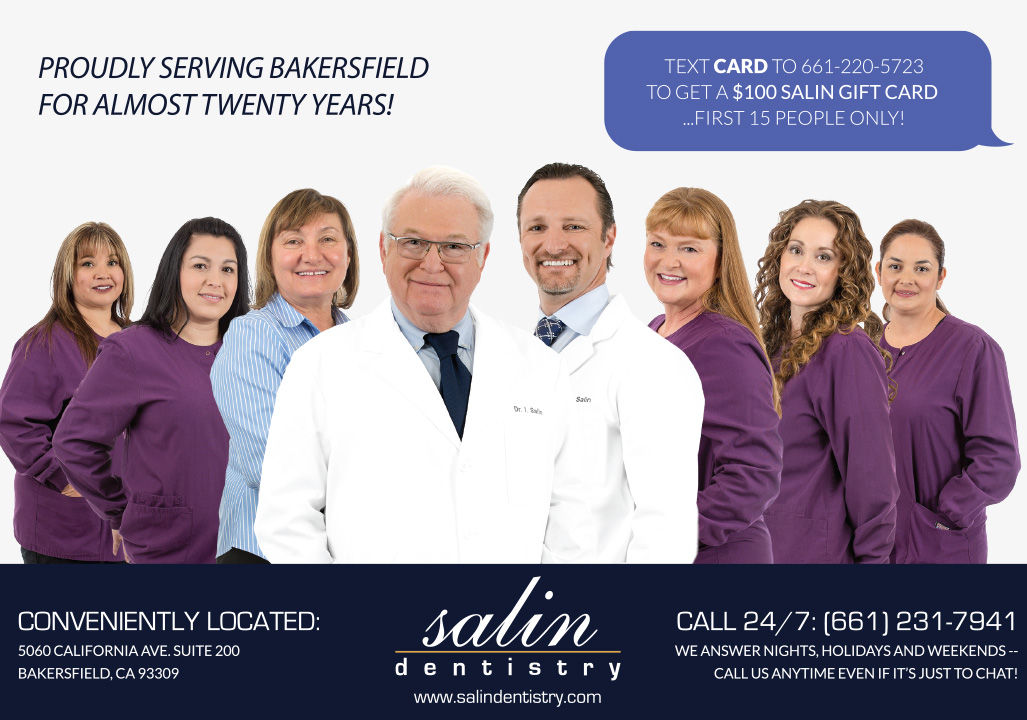 PROUDLY SERVING BAKERSFIELD
FOR ALMOST TWENTY YEARS!
TEXT CARD TO 661-220-5723
TO GET A $100 SALIN GIFT CARD
...FIRST 15 PEOPLE ONLY!
Dr. I. Salin
Salin
CONVENIENTLY LOCATED:
5060 CALIFORNIA AVE. SUITE 200
BAKERSFIELD, CA 93309
salin
dentistry
www.salindentistry.com
CALL 24/7: (661) 231-7941
WE ANSWER NIGHTS, HOLIDAYS AND WEEKENDS --
CALL US ANYTIME EVEN IF IT'S JUST TO CHAT!